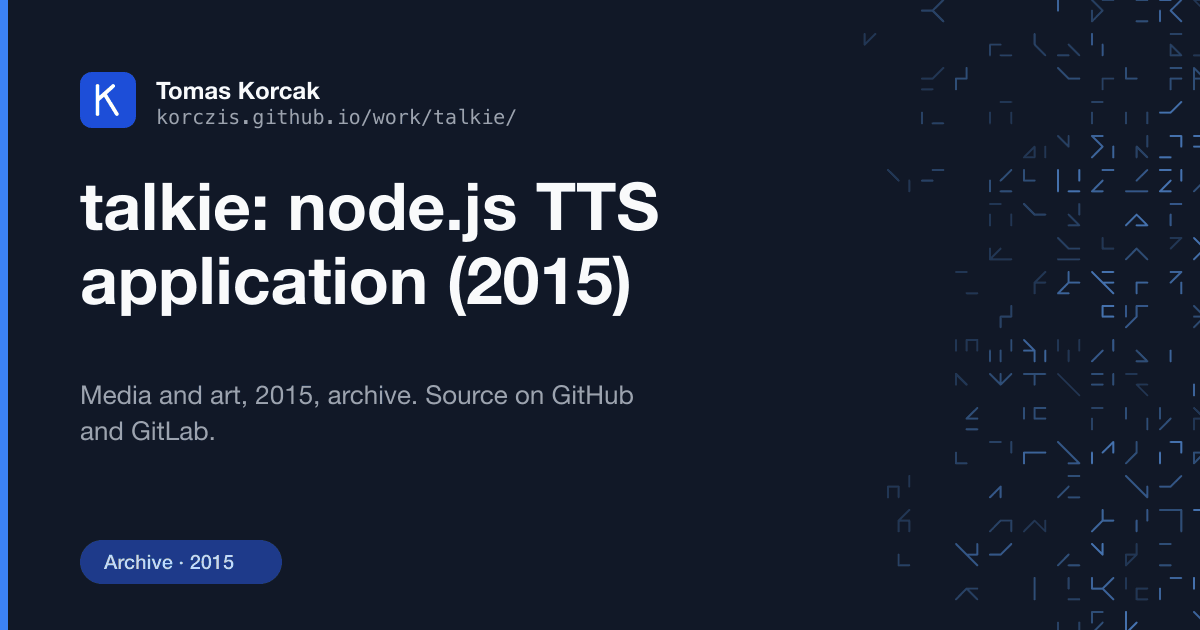 K
Tomas Korcak
korczis.github.io/work/talkie/
talkie: node.js TTS
application (2015)
Media and art, 2015, archive. Source on GitHub
and GitLab.
Archive · 2015